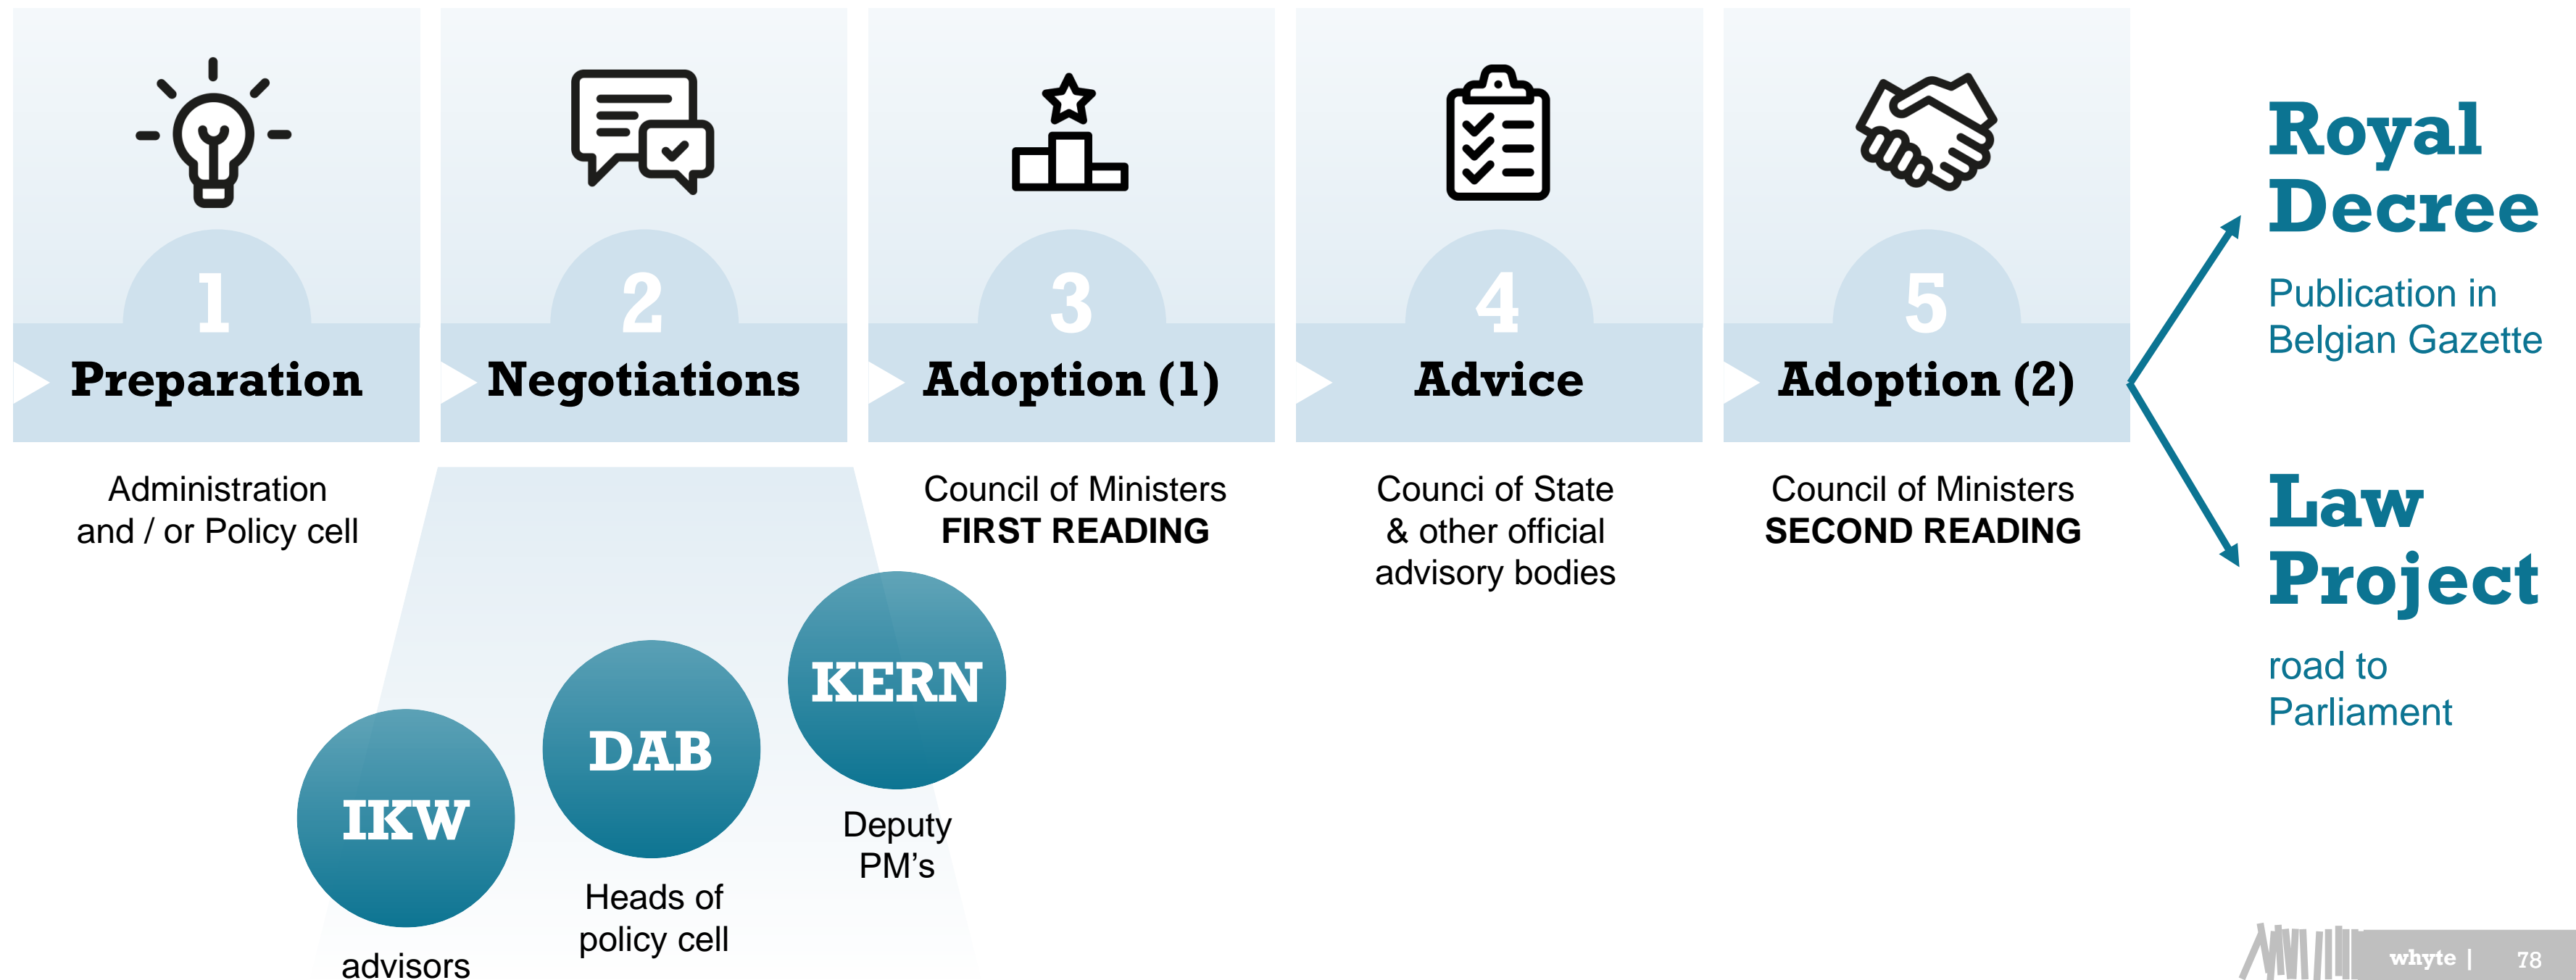 1
Preparation
Administration
and / or Policy cell
2
Negotiations
IKW
advisors
DAB
Heads of
policy cell
KERN
Deputy
PM’s
3
Adoption (1)
Council of Ministers
FIRST READING
4
Advice
Counci of State
& other official
advisory bodies
5
Adoption (2)
Council of Ministers
SECOND READING
Royal
Decree
Publication in
Belgian Gazette
Law
Project
road to
Parliament
whyte | 78